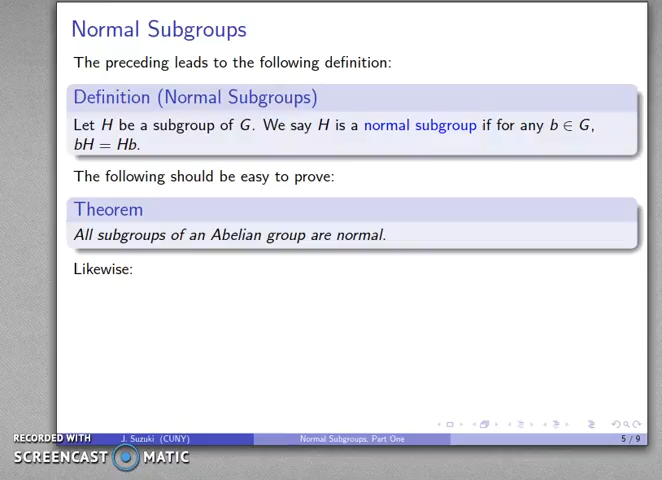 Normal Subgroups
The preceding leads to the following definition:
Definition (Normal Subgroups)
Let H be a subgroup of G. We say H is a normal subgroup if for any b ∈ G,
bH = Hb.
The following should be easy to prove:
Theorem
All subgroups of an Abelian group are normal.
Likewise:
J. Suzuki (CUNY)
Normal Subgroups, Part One
5 / 9
RECORDED WITH
SCREENCAST MATIC